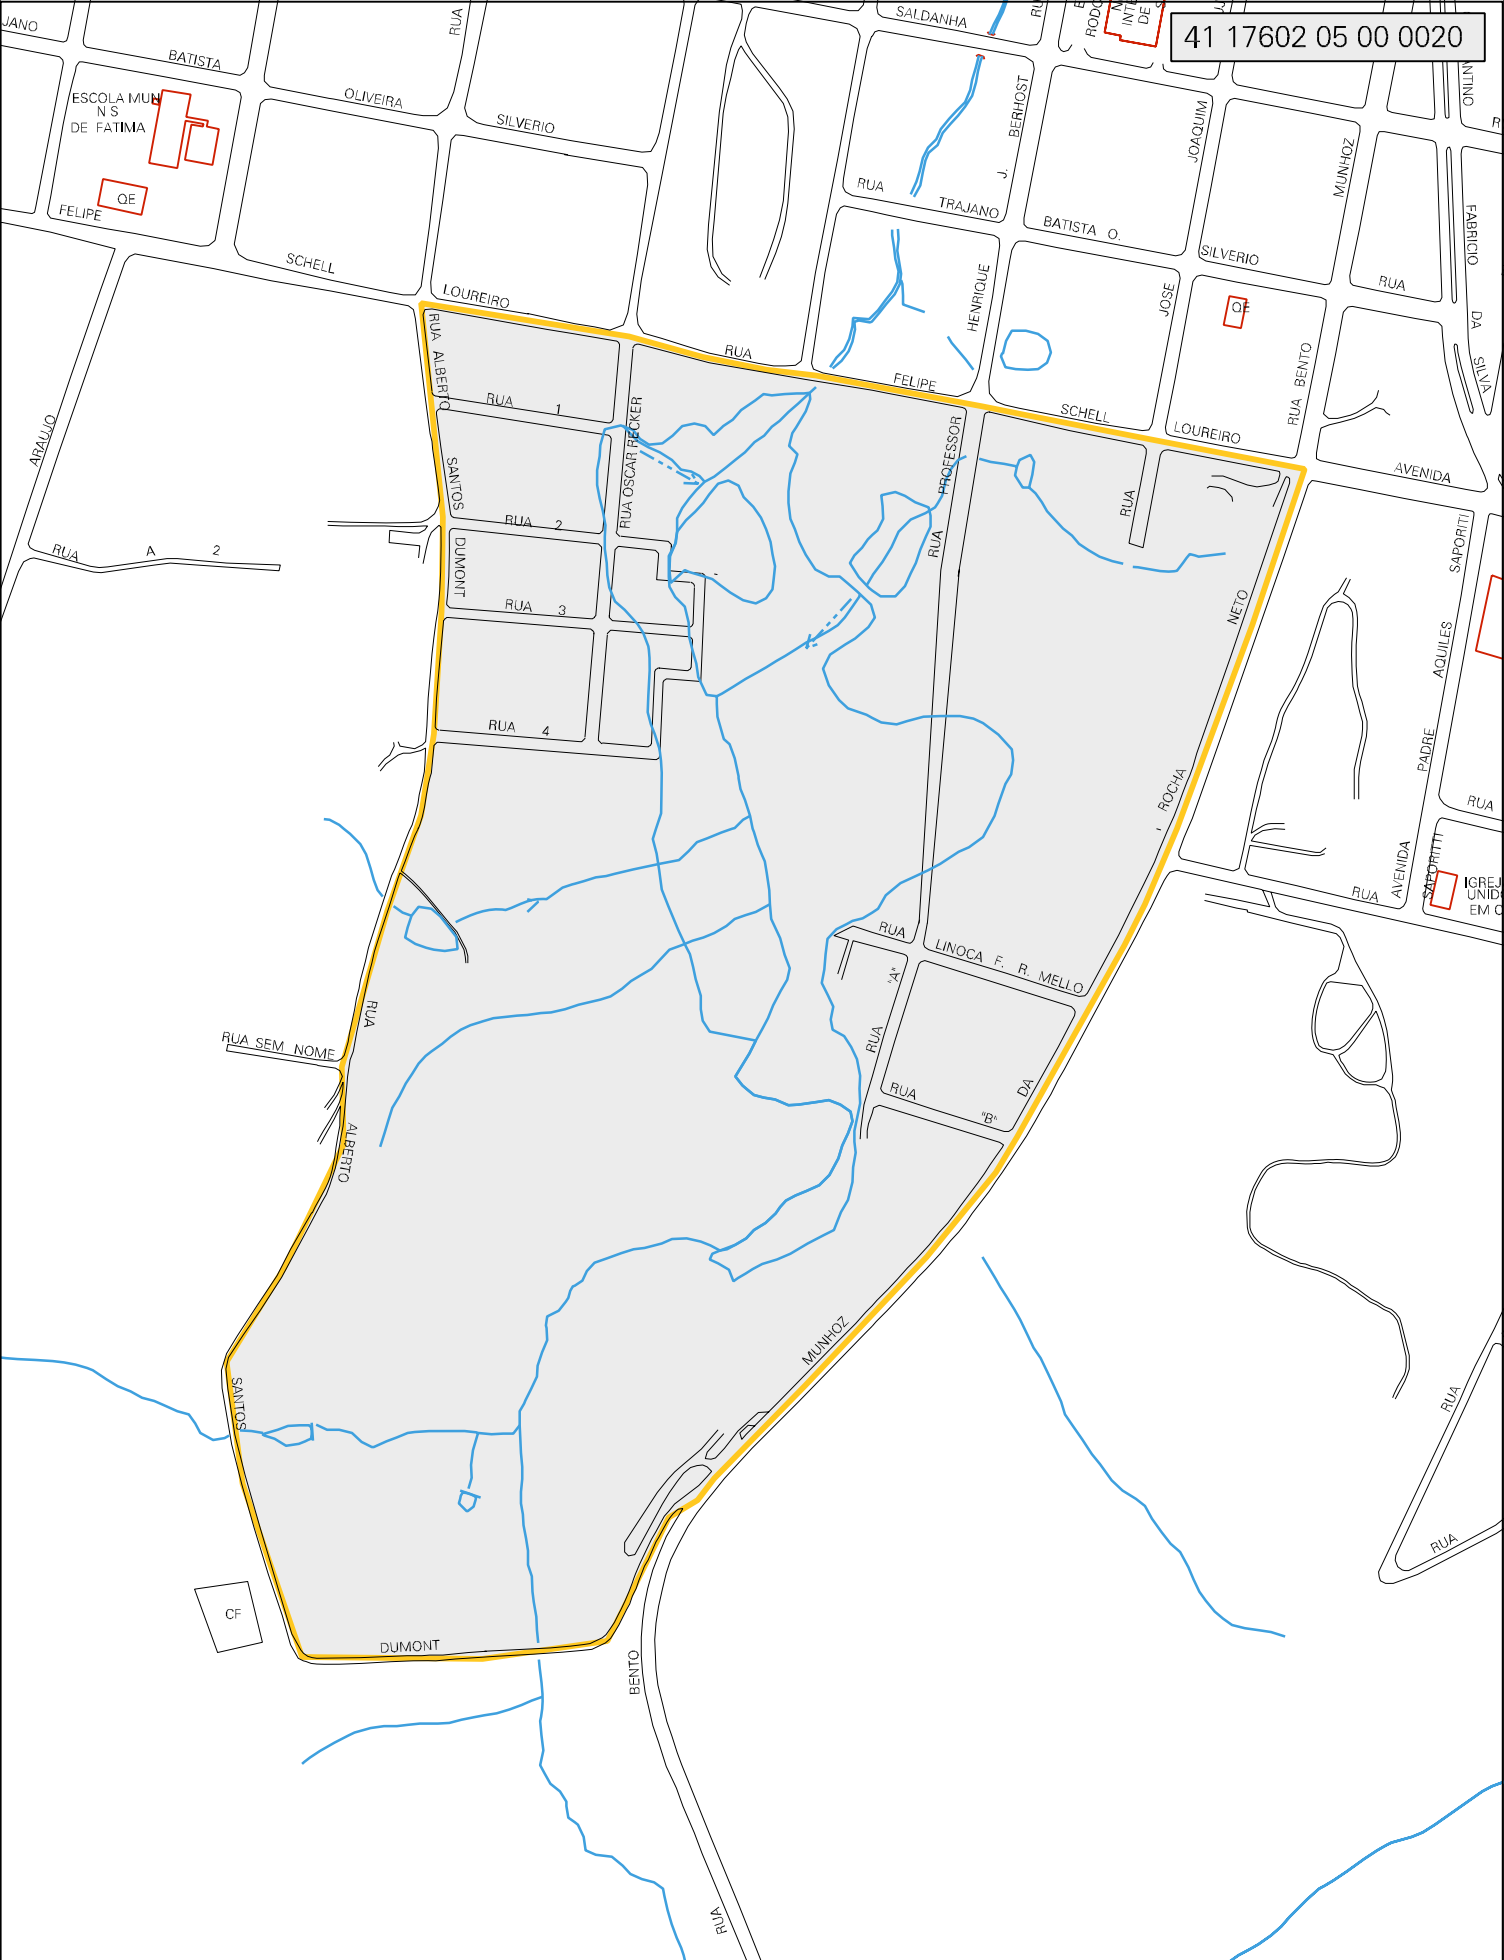 41 17602 05 00 0020
JANO
BATISTA
OLIVEIRA
SILVERIO
RUA
SALDANHA
ESCOLA MUN
N S
DE FATIMA
QE
FELIPE
SCHELL
LOUREIRO
RUA
FELIPE
SCHELL
LOUREIRO
AVENIDA
RUA
TRAJANO
BATISTA O.
SILVERIO
RUA
J.
BERHOST
HENRIQUE
PROFESSOR
RUA
JOAQUIM
JOSE
RUA
MUNHOZ
RUA BENTO
QE
FABRICIO
DA
SILVA
ARAUJO
RUA A 2
RUA ALBERTO
SANTOS
DUMONT
RUA 1
RUA 2
RUA 3
RUA 4
RUA OSCAR RECKER
NETO
ROCHA
DA
MUNHOZ
BENTO
RUA
SAPORITI
AQUILES
PADRE
AVENIDA
RUA
SAPORITTI
RUA
IGREJ
UNID
EM C
RUA
LINOCA F. R. MELLO
"A"
RUA
RUA
"B"
RUA SEM NOME
RUA
ALBERTO
SANTOS
DUMONT
CF
RUA
RUA